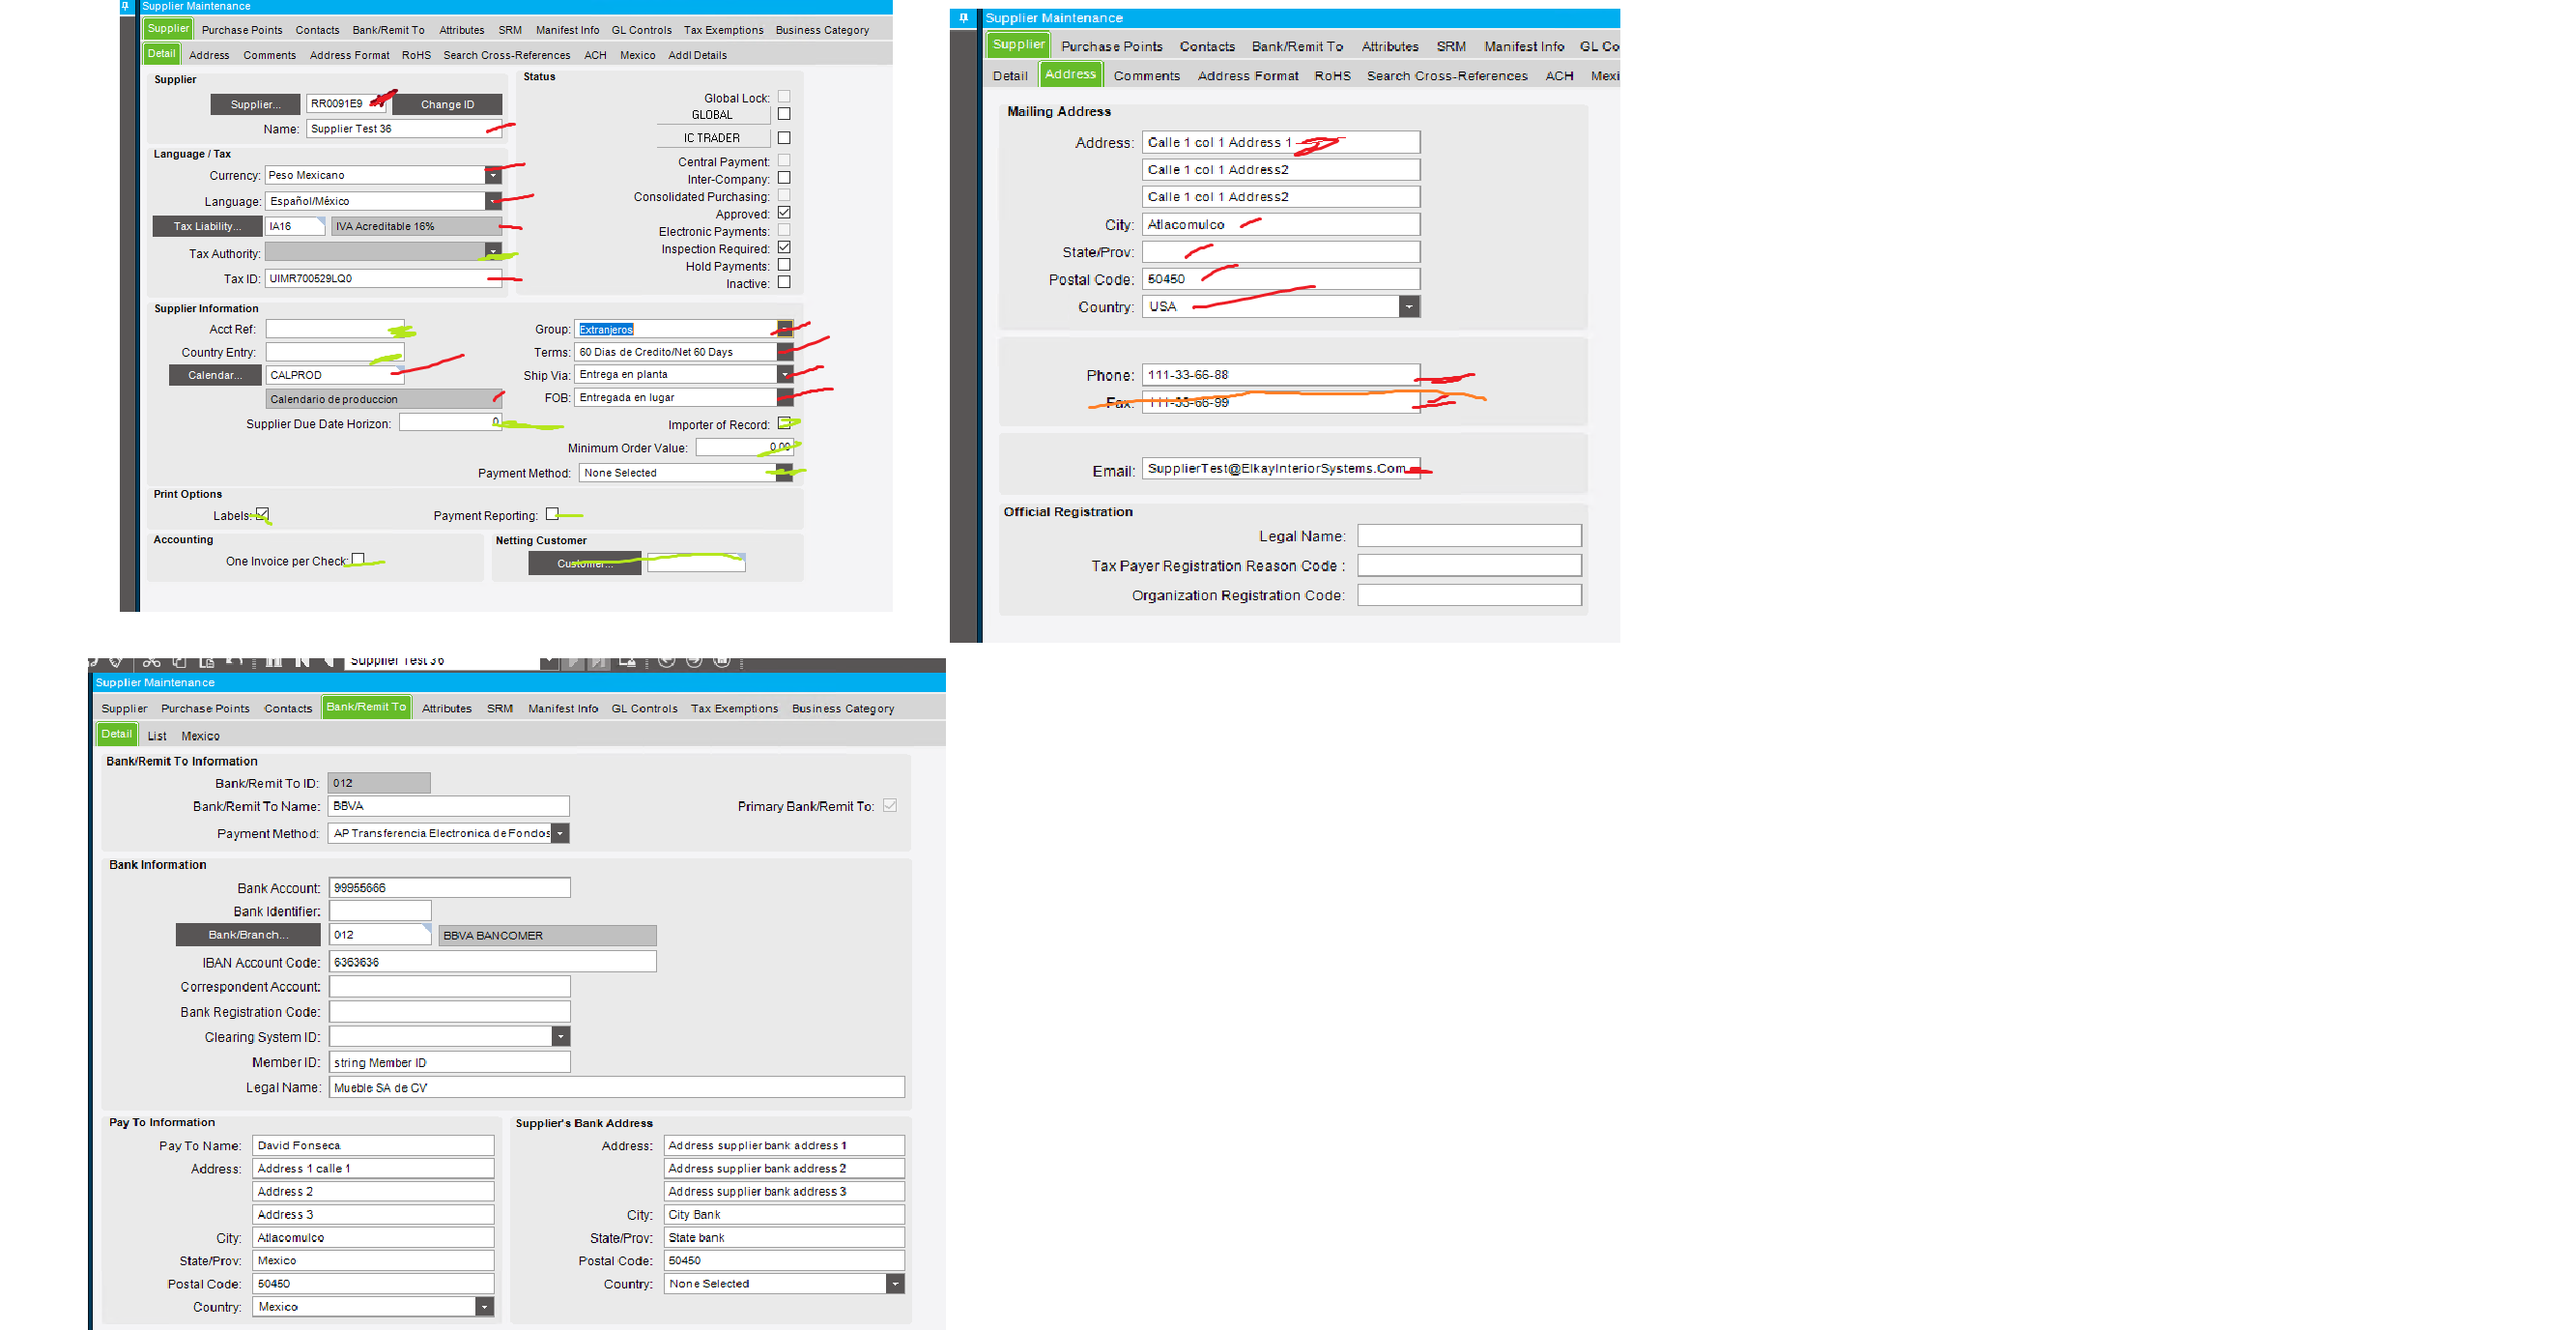 Supplier Maintenance
Supplier Purchase Points Contacts Bank/Remit To Attributes SRM Manifest Info GL Controls Tax Exemptions Business Category
Detail Address Comments Address Format RoHS Search Cross-References ACH Mexico Addl Details
Supplier
Supplier... RR0091E9 Change ID
Name: Supplier Test 36
Language / Tax
Currency: Peso Mexicano
Language: Español/México
Tax Liability... IA16 IVA Acreditable 16%
Tax Authority:
Tax ID: UIMR700529LQ0
Status
Global Lock:
GLOBAL
IC TRADER
Central Payment:
Inter-Company:
Consolidated Purchasing:
Approved:
Electronic Payments:
Inspection Required:
Hold Payments:
Inactive:
Supplier Information
Acct Ref:
Country Entry:
Calendar... CALPROD
Calendario de produccion
Supplier Due Date Horizon: 0
Group: Extranjeros
Terms: 60 Dias de Credito/Net 60 Days
Ship Via: Entrega en planta
FOB: Entregada en lugar
Importer of Record:
Minimum Order Value: 0.00
Payment Method: None Selected
Print Options
Labels: Payment Reporting:
Accounting
One Invoice per Check:
Netting Customer
Customer...
Supplier Maintenance
Supplier Purchase Points Contacts Bank/Remit To Attributes SRM Manifest Info GL Co
Detail Address Comments Address Format RoHS Search Cross-References ACH Mexi
Mailing Address
Address: Calle 1 col 1 Address 1
Calle 1 col 1 Address2
Calle 1 col 1 Address2
City: Atlacomulco
State/Prov:
Postal Code: 50450
Country: USA
Phone: 111-33-66-88
Fax: 111-33-66-99
Email: SupplierTest@ElkayInteriorSystems.Com
Official Registration
Legal Name:
Tax Payer Registration Reason Code :
Organization Registration Code:
Supplier Test 36
Supplier Maintenance
Supplier Purchase Points Contacts Bank/Remit To Attributes SRM Manifest Info GL Controls Tax Exemptions Business Category
Detail List Mexico
Bank/Remit To Information
Bank/Remit To ID: 012
Bank/Remit To Name: BBVA Primary Bank/Remit To:
Payment Method: AP Transferencia Electronica de Fondos
Bank Information
Bank Account: 99955666
Bank Identifier:
Bank/Branch... 012 BBVA BANCOMER
IBAN Account Code: 6363636
Correspondent Account:
Bank Registration Code:
Clearing System ID:
Member ID: string Member ID
Legal Name: Mueble SA de CV
Pay To Information
Pay To Name: David Fonseca
Address: Address 1 calle 1
Address 2
Address 3
City: Atlacomulco
State/Prov: Mexico
Postal Code: 50450
Country: Mexico
Supplier's Bank Address
Address: Address supplier bank address 1
Address supplier bank address 2
Address supplier bank address 3
City: City Bank
State/Prov: State bank
Postal Code: 50450
Country: None Selected